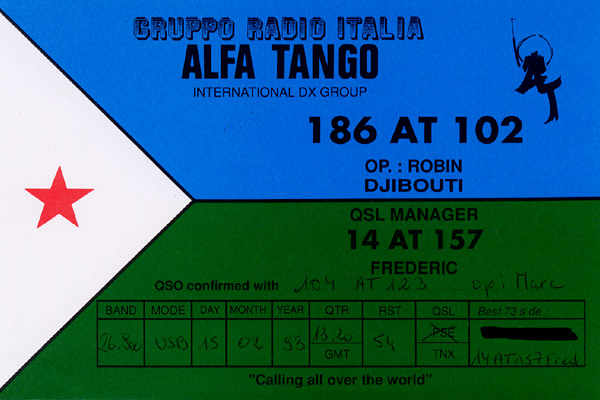 GRUPPO RADIO ITALIA
ALFA TANGO
INTERNATIONAL DX GROUP
186 AT 102
OP. : ROBIN
DJIBOUTI
QSL MANAGER
14 AT 157
FREDERIC
QSO confirmed with 104 AT 123 op: Marc
BAND MODE DAY MONTH YEAR QTR RST QSL Best 73 s de :
USB 15 02 93 13.20 54 PSE
GMT TNX 14AT157 Fred
"Calling all over the world"